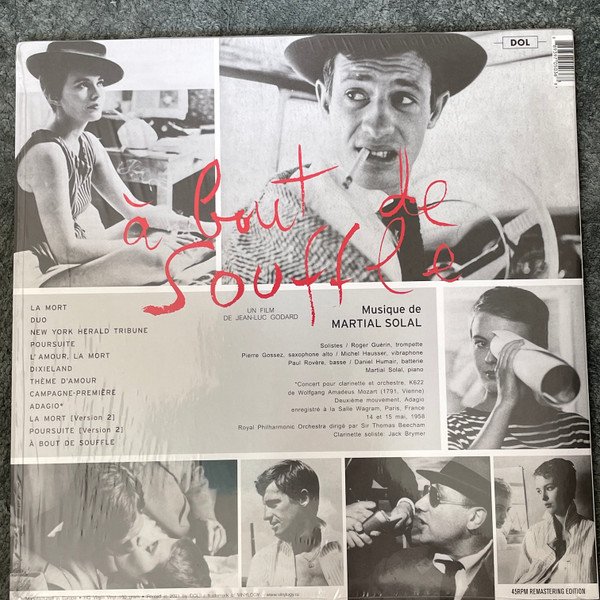 DOL
à bout de
souffle
UN FILM
DE JEAN-LUC GODARD
Musique de
MARTIAL SOLAL
LA MORT
DUO
NEW YORK HERALD TRIBUNE
POURSUITE
L'AMOUR, LA MORT
DIXIELAND
THÈME D'AMOUR
CAMPAGNE-PREMIÈRE
ADAGIO*
LA MORT [Version 2]
POURSUITE [Version 2]
À BOUT DE SOUFFLE
Solistes / Roger Guérin, trompette
Pierre Gossez, saxophone alto / Michel Hausser, vibraphone
Paul Rovère, basse / Daniel Humair, batterie
Martial Solal, piano
*Concert pour clarinette et orchestre, K622
de Wolfgang Amadeus Mozart (1791, Vienne)
Deuxième mouvement, Adagio
enregistré à la Salle Wagram, Paris, France
14 et 15 mai, 1958
Royal Philharmonic Orchestra dirigé par Sir Thomas Beecham
Clarinette soliste: Jack Brymer
45RPM REMASTERING EDITION